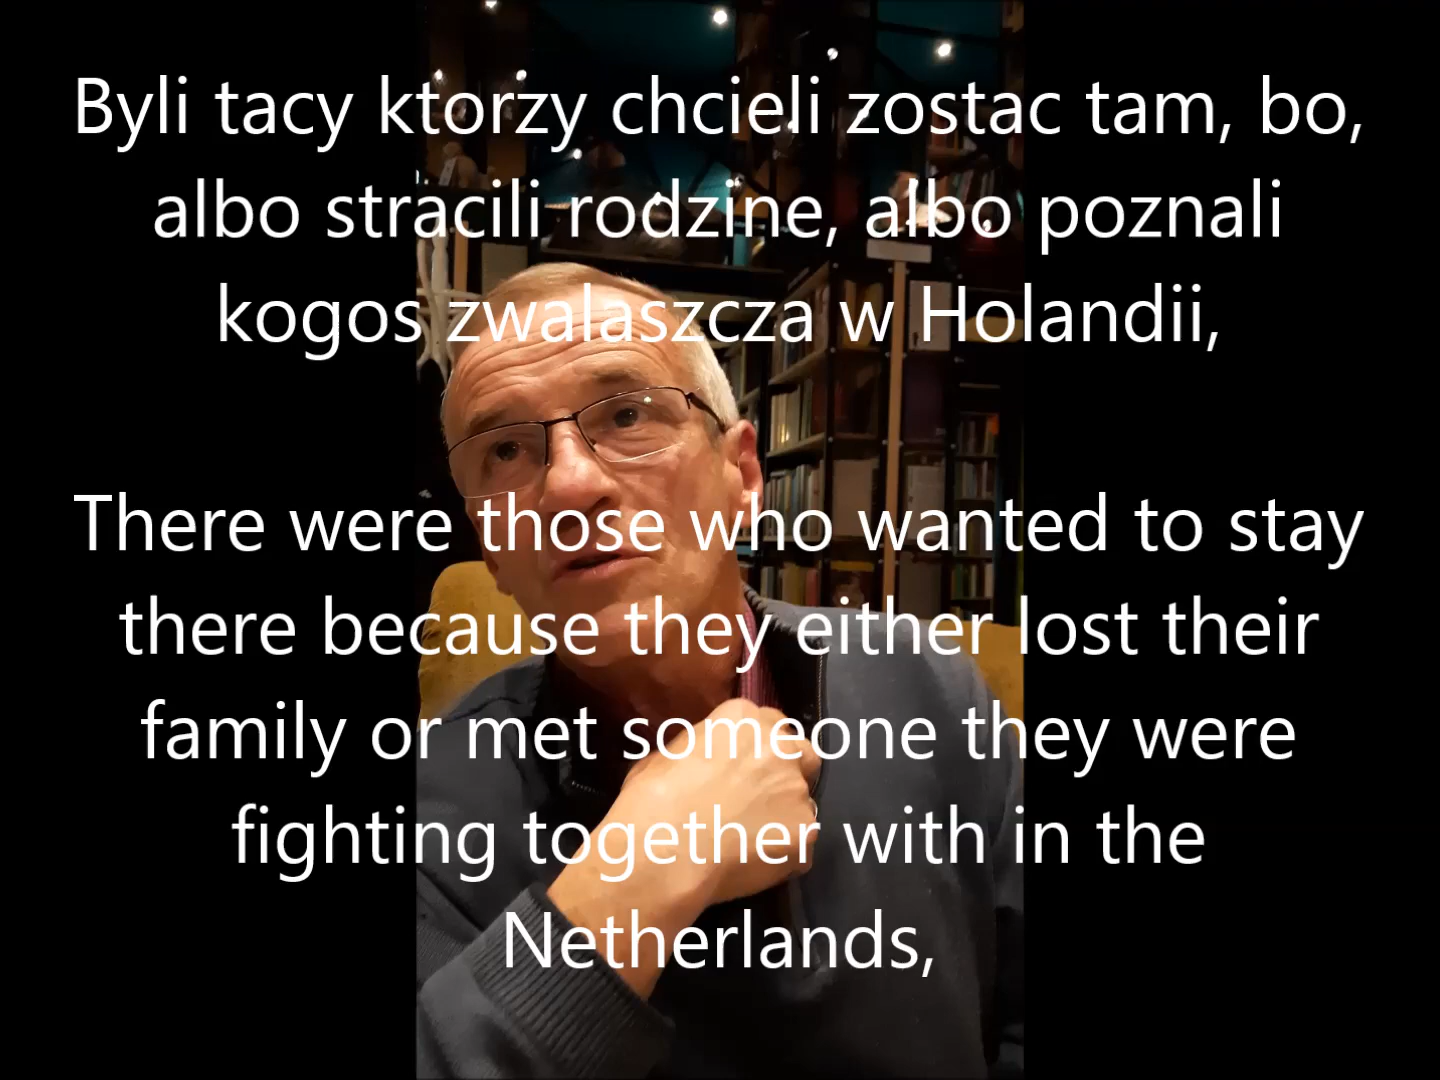 Byli tacy ktorzy chcieli zostac tam, bo,
albo stracili rodzine, albo poznali
kogos zwalaszcza w Holandii,
There were those who wanted to stay
there because they either lost their
family or met someone they were
fighting together with in the
Netherlands,